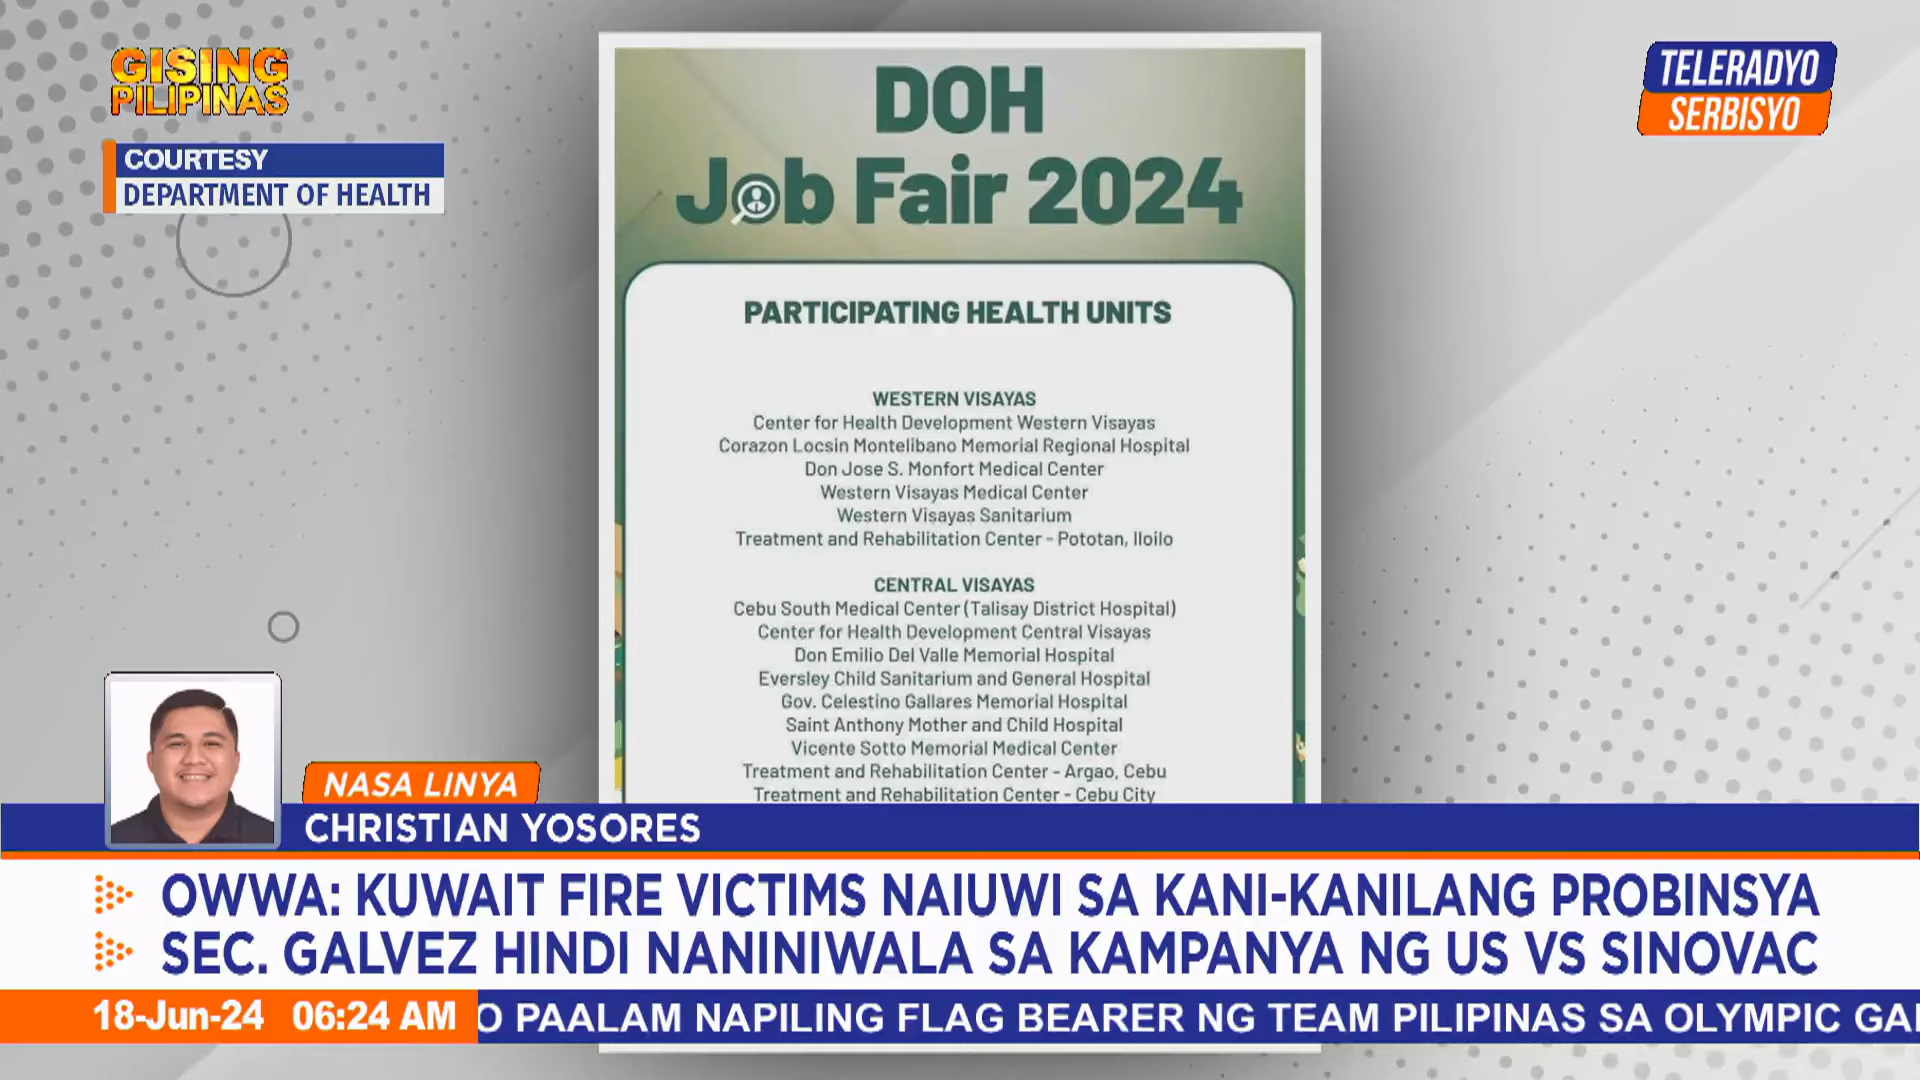 GISING
PILIPINAS
COURTESY
DEPARTMENT OF HEALTH
TELERADYO
SERBISYO
DOH
Job Fair 2024
PARTICIPATING HEALTH UNITS
WESTERN VISAYAS
Center for Health Development Western Visayas
Corazon Locsin Montelibano Memorial Regional Hospital
Don Jose S. Monfort Medical Center
Western Visayas Medical Center
Western Visayas Sanitarium
Treatment and Rehabilitation Center - Pototan, Iloilo
CENTRAL VISAYAS
Cebu South Medical Center (Talisay District Hospital)
Center for Health Development Central Visayas
Don Emilio Del Valle Memorial Hospital
Eversley Child Sanitarium and General Hospital
Gov. Celestino Gallares Memorial Hospital
Saint Anthony Mother and Child Hospital
Vicente Sotto Memorial Medical Center
Treatment and Rehabilitation Center - Argao, Cebu
Treatment and Rehabilitation Center - Cebu City
NASA LINYA
CHRISTIAN YOSORES
OWWA: KUWAIT FIRE VICTIMS NAIUWI SA KANI-KANILANG PROBINSYA
SEC. GALVEZ HINDI NANINIWALA SA KAMPANYA NG US VS SINOVAC
18-Jun-24 06:24 AM
O PAALAM NAPILING FLAG BEARER NG TEAM PILIPINAS SA OLYMPIC GA